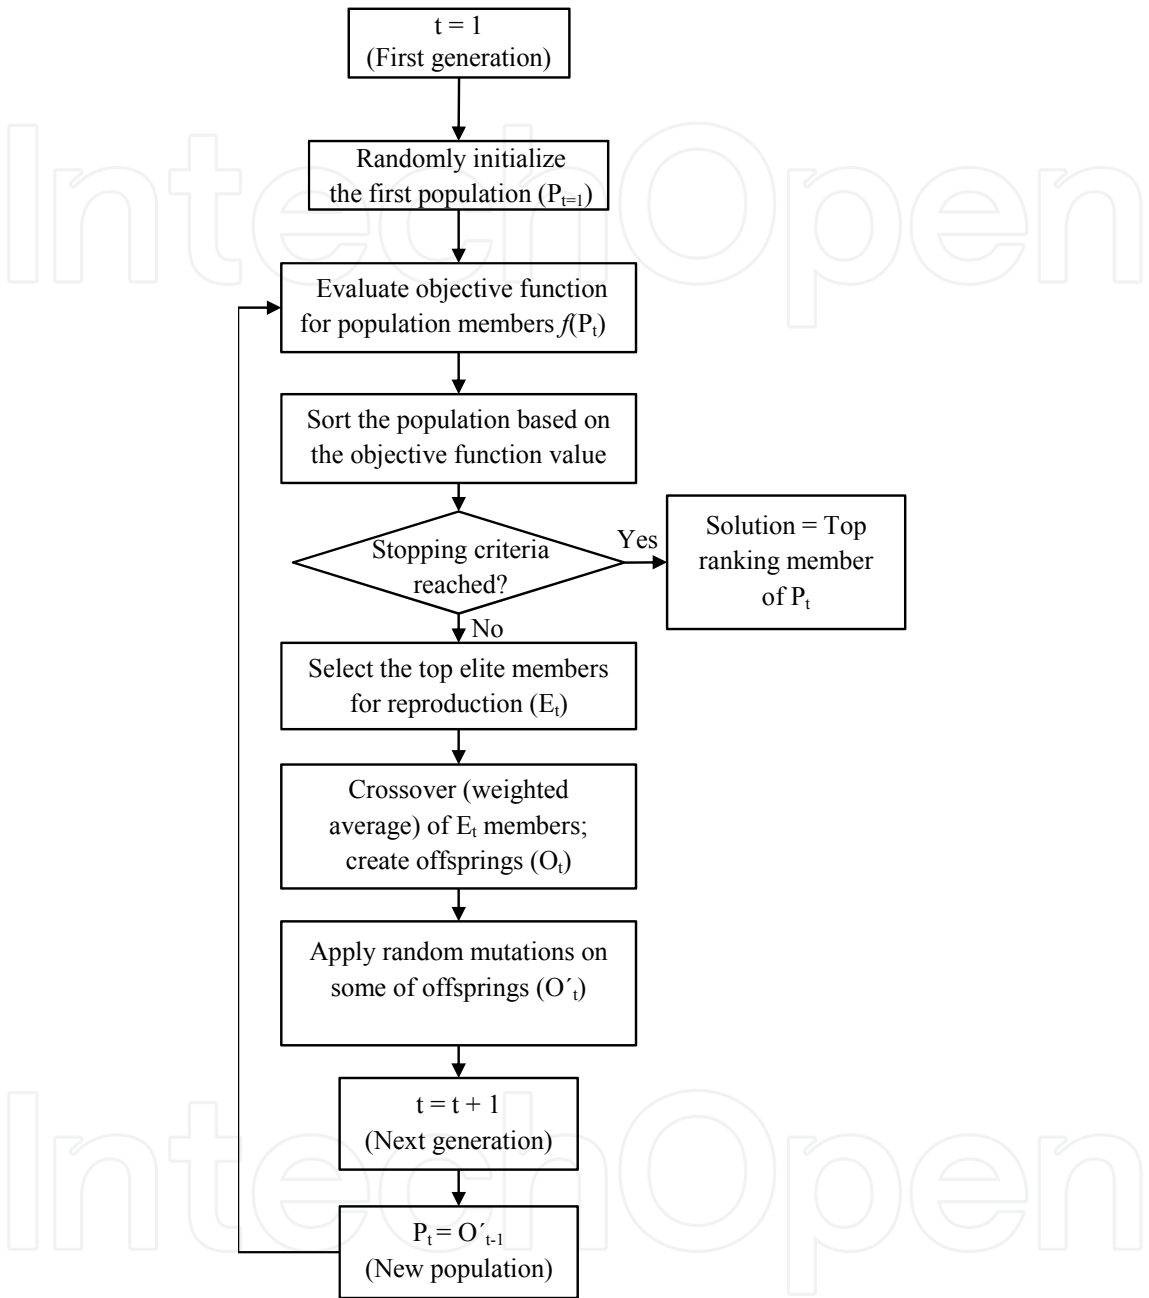 t = 1
(First generation)
Randomly initialize
the first population (Pₜ₌₁)
Evaluate objective function
for population members f(Pₜ)
Sort the population based on
the objective function value
Stopping criteria
reached?
Yes
Solution = Top
ranking member
of Pₜ
No
Select the top elite members
for reproduction (Eₜ)
Crossover (weighted
average) of Eₜ members;
create offsprings (Oₜ)
Apply random mutations on
some of offsprings (O´ₜ)
t = t + 1
(Next generation)
Pₜ = O´ₜ₋₁
(New population)
IntechOpen
IntechOpen